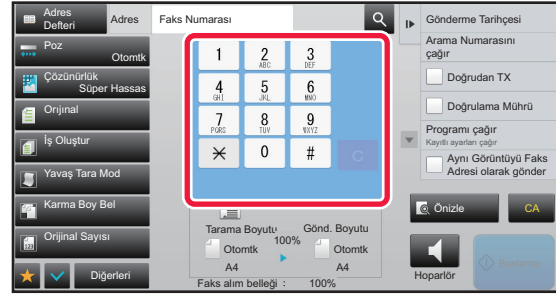 Adres Defteri
Adres
Faks Numarası
Poz
Otomtk
Çözünürlük
Süper Hassas
Orijinal
İş Oluştur
Yavaş Tara Mod
Karma Boy Bel
Orijinal Sayısı
Diğerleri
1
2
ABC
3
DEF
4
GHI
5
JKL
6
MNO
7
PQRS
8
TUV
9
WXYZ
0
#
C
Tarama Boyutu
100%
Gönd. Boyutu
Otomtk
A4
Otomtk
A4
Faks alım belleği : 100%
Gönderme Tarihçesi
Arama Numarasını
çağır
Doğrudan TX
Doğrulama Mührü
Programı çağır
Kayıtlı ayarları çağır
Aynı Görüntüyü Faks
Adresi olarak gönder
Önizle
CA
Hoparlör